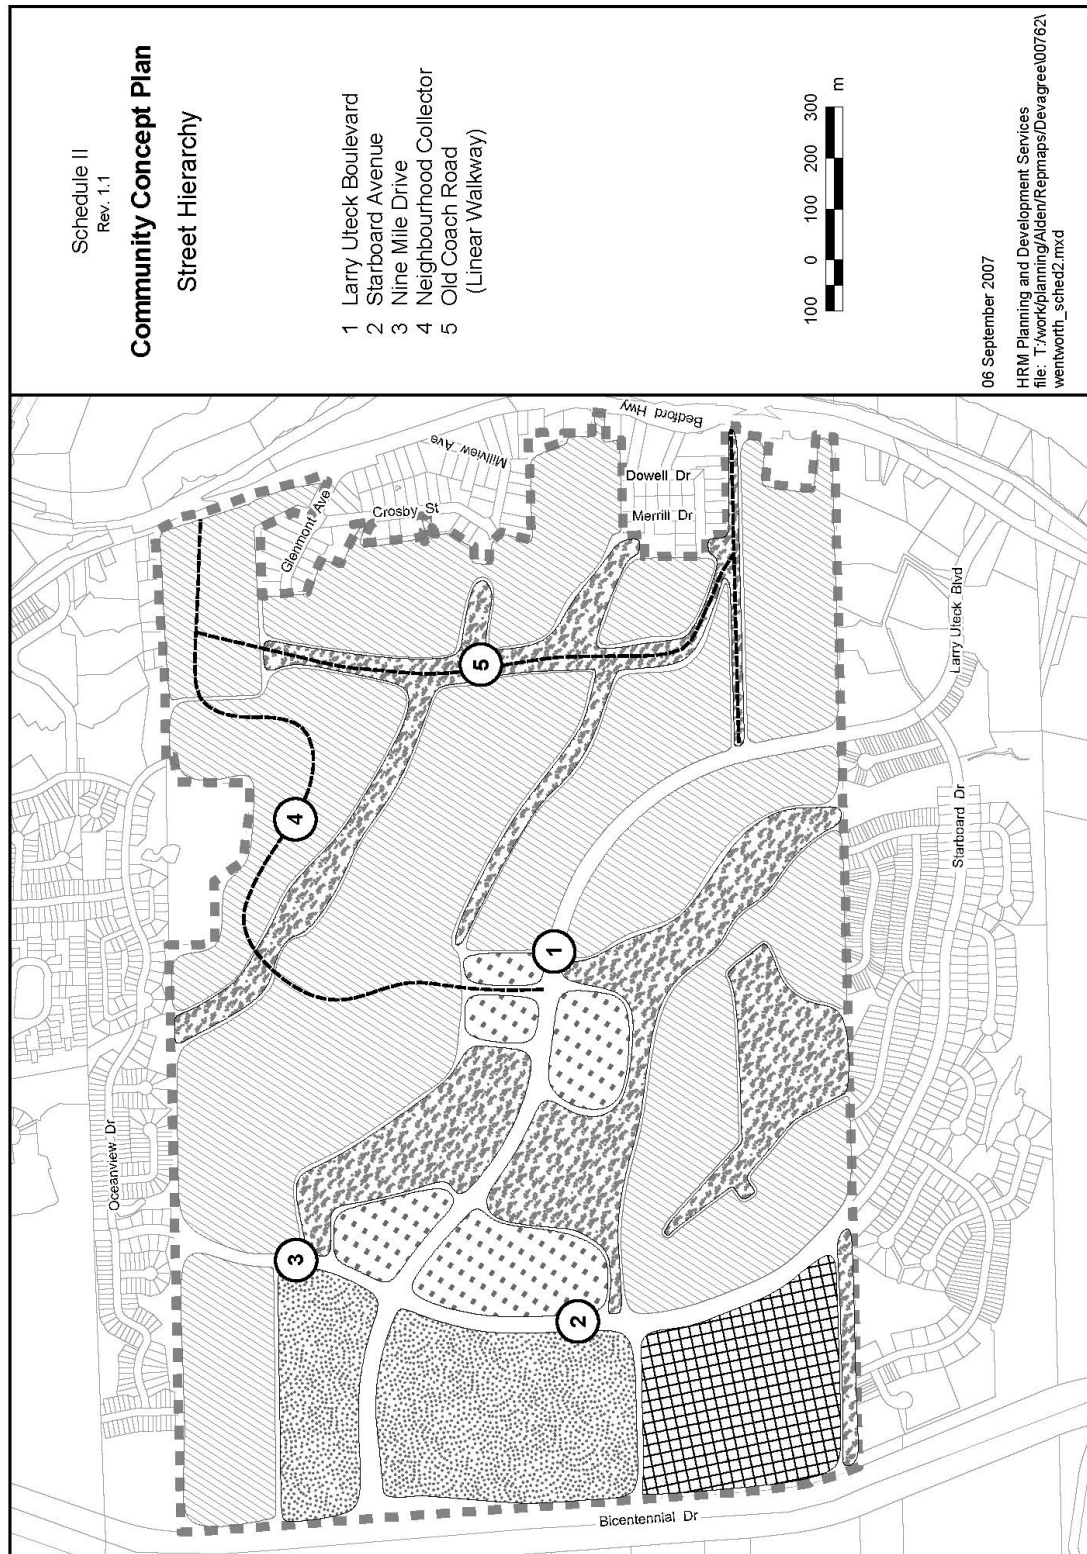 Schedule II
Rev. 1.1
Community Concept Plan
Street Hierarchy
1 Larry Uteck Boulevard
2 Starboard Avenue
3 Nine Mile Drive
4 Neighbourhood Collector
5 Old Coach Road
(Linear Walkway)
100 0 100 200 300 m
06 September 2007
HRM Planning and Development Services
file: T:/work/planning/Alden/Repmaps/Devagree\00762\
wentworth_sched2.mxd
Bedford Hwy
Millview Ave
Dowell Dr
Merrill Dr
Crosby St
Glenmont Ave
Larry Uteck Blvd
Starboard Dr
Oceanview Dr
Bicentennial Dr
1
2
3
4
5